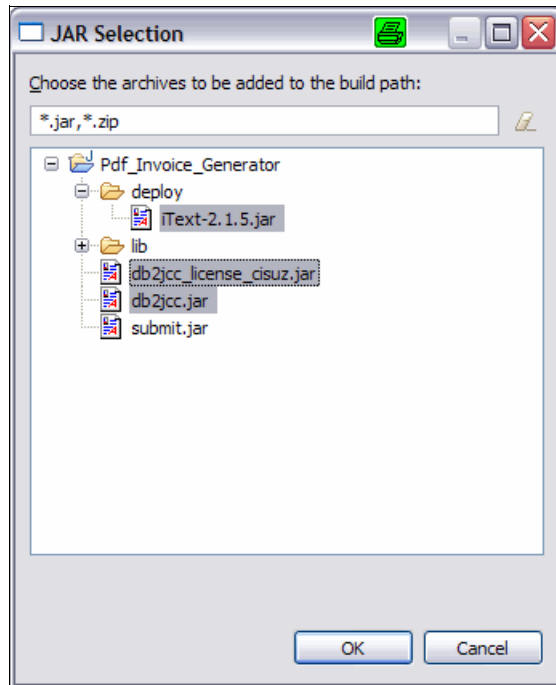 JAR Selection
Choose the archives to be added to the build path:
*.jar,*.zip
Pdf_Invoice_Generator
deploy
iText-2.1.5.jar
lib
db2jcc_license_cisuz.jar
db2jcc.jar
submit.jar
OK
Cancel